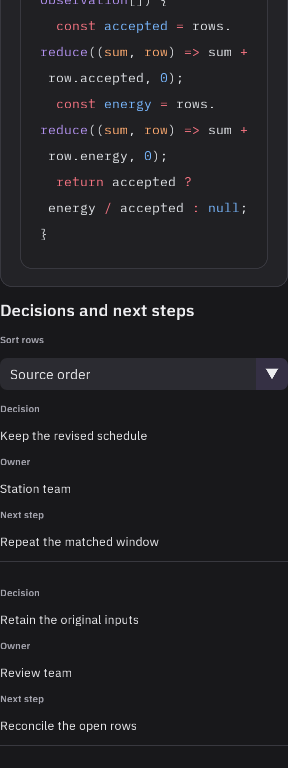 observation[]) {
const accepted = rows.
reduce((sum, row) => sum +
row.accepted, 0);
const energy = rows.
reduce((sum, row) => sum +
row.energy, 0);
return accepted ?
energy / accepted : null;
}
Decisions and next steps
Sort rows
Source order
Decision
Keep the revised schedule
Owner
Station team
Next step
Repeat the matched window
Decision
Retain the original inputs
Owner
Review team
Next step
Reconcile the open rows